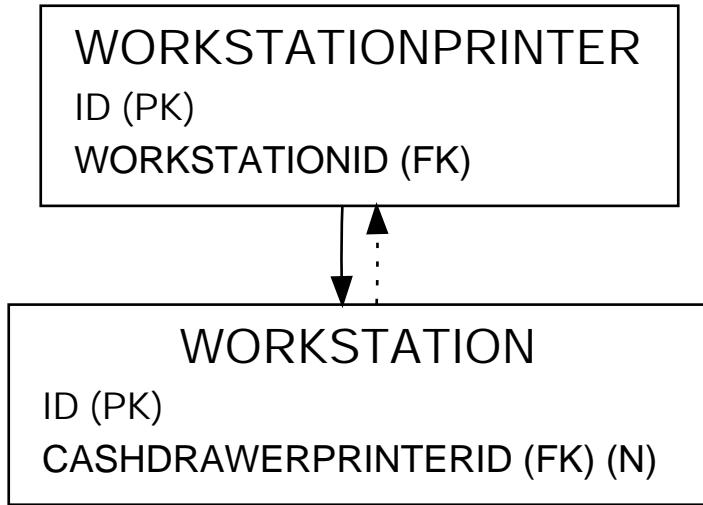 WORKSTATIONPRINTER
ID (PK)
WORKSTATIONID (FK)
WORKSTATION
ID (PK)
CASHDRAWERPRINTERID (FK) (N)